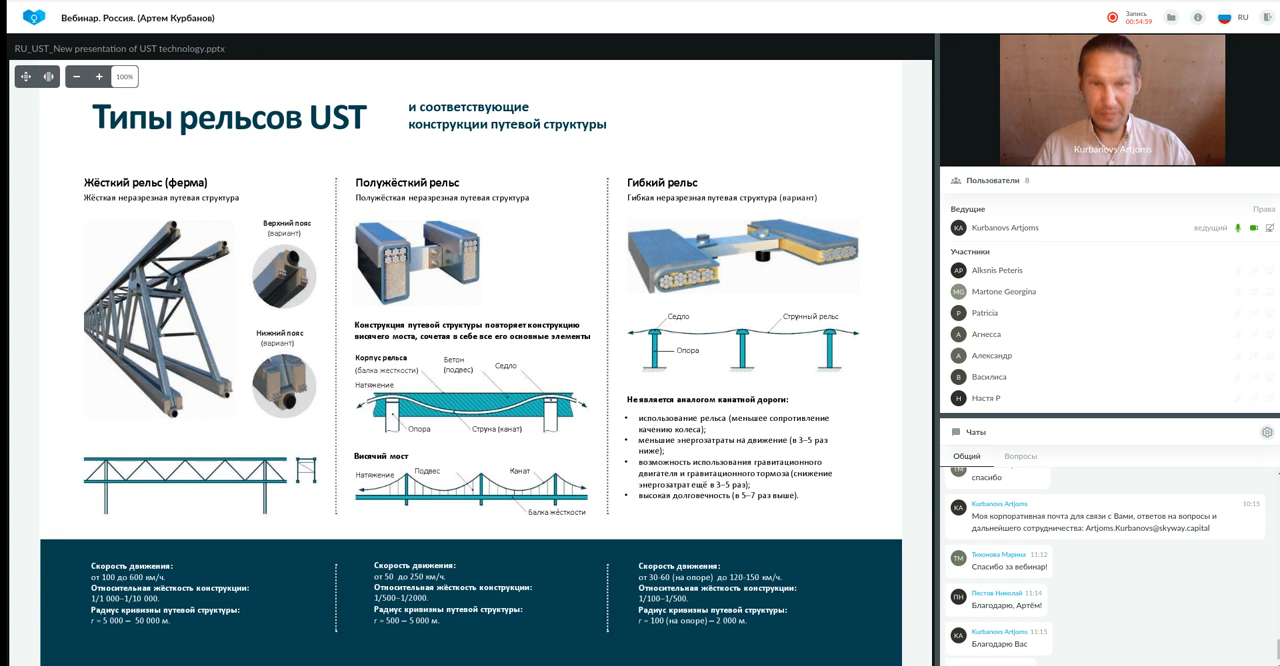 Вебинар. Россия. (Артем Курбанов)
Запись
00:54:59
RU
RU_UST_New presentation of UST technology.pptx
100%
Типы рельсов UST
и соответствующие
конструкции путевой структуры
Жёсткий рельс (ферма)
Жёсткая неразрезная путевая структура
Верхний пояс
(вариант)
Нижний пояс
(вариант)
Полужёсткий рельс
Полужёсткая неразрезная путевая структура
Конструкция путевой структуры повторяет конструкцию
висячего моста, сочетая в себе все его основные элементы
Корпус рельса
(балка жесткости)
Бетон
(подвес)
Седло
Натяжение
Опора
Струна (канат)
Висячий мост
Натяжение
Подвес
Канат
Балка жёсткости
Гибкий рельс
Гибкая неразрезная путевая структура (вариант)
Седло
Струнный рельс
Опора
Не является аналогом канатной дороги:
• использование рельса (меньшее сопротивление
качению колеса);
• меньшие энергозатраты на движение (в 3–5 раз
ниже);
• возможность использования гравитационного
двигателя и гравитационного тормоза (снижение
энергозатрат ещё в 3–5 раз);
• высокая долговечность (в 5–7 раз выше).
Скорость движения:
от 100 до 600 км/ч.
Относительная жёсткость конструкции:
1/1 000–1/10 000.
Радиус кривизны путевой структуры:
r = 5 000 – 50 000 м.
Скорость движения:
от 50 до 250 км/ч.
Относительная жёсткость конструкции:
1/500–1/2000.
Радиус кривизны путевой структуры:
r = 500 – 5 000 м.
Скорость движения:
от 30-60 (на опоре) до 120-150 км/ч.
Относительная жёсткость конструкции:
1/100–1/500.
Радиус кривизны путевой структуры:
r = 100 (на опоре) – 2 000 м.
Kurbanovs Artjoms
Пользователи 8
Ведущие
Права
KA Kurbanovs Artjoms
ведущий
Участники
AP Alksnis Peteris
MG Martone Georgina
P Patricia
А Агнесса
А Александр
В Василиса
Н Настя Р
Чаты
Общий
Вопросы
ТМ
спасибо
KA Kurbanovs Artjoms 10:15
Моя корпоративная почта для связи с Вами, ответов на вопросы и
дальнейшего сотрудничества: Artjoms.Kurbanovs@skyway.capital
ТМ Тихонова Марина 11:12
Спасибо за вебинар!
ПН Пестов Николай 11:14
Благодарю, Артём!
KA Kurbanovs Artjoms 11:15
Благодарю Вас